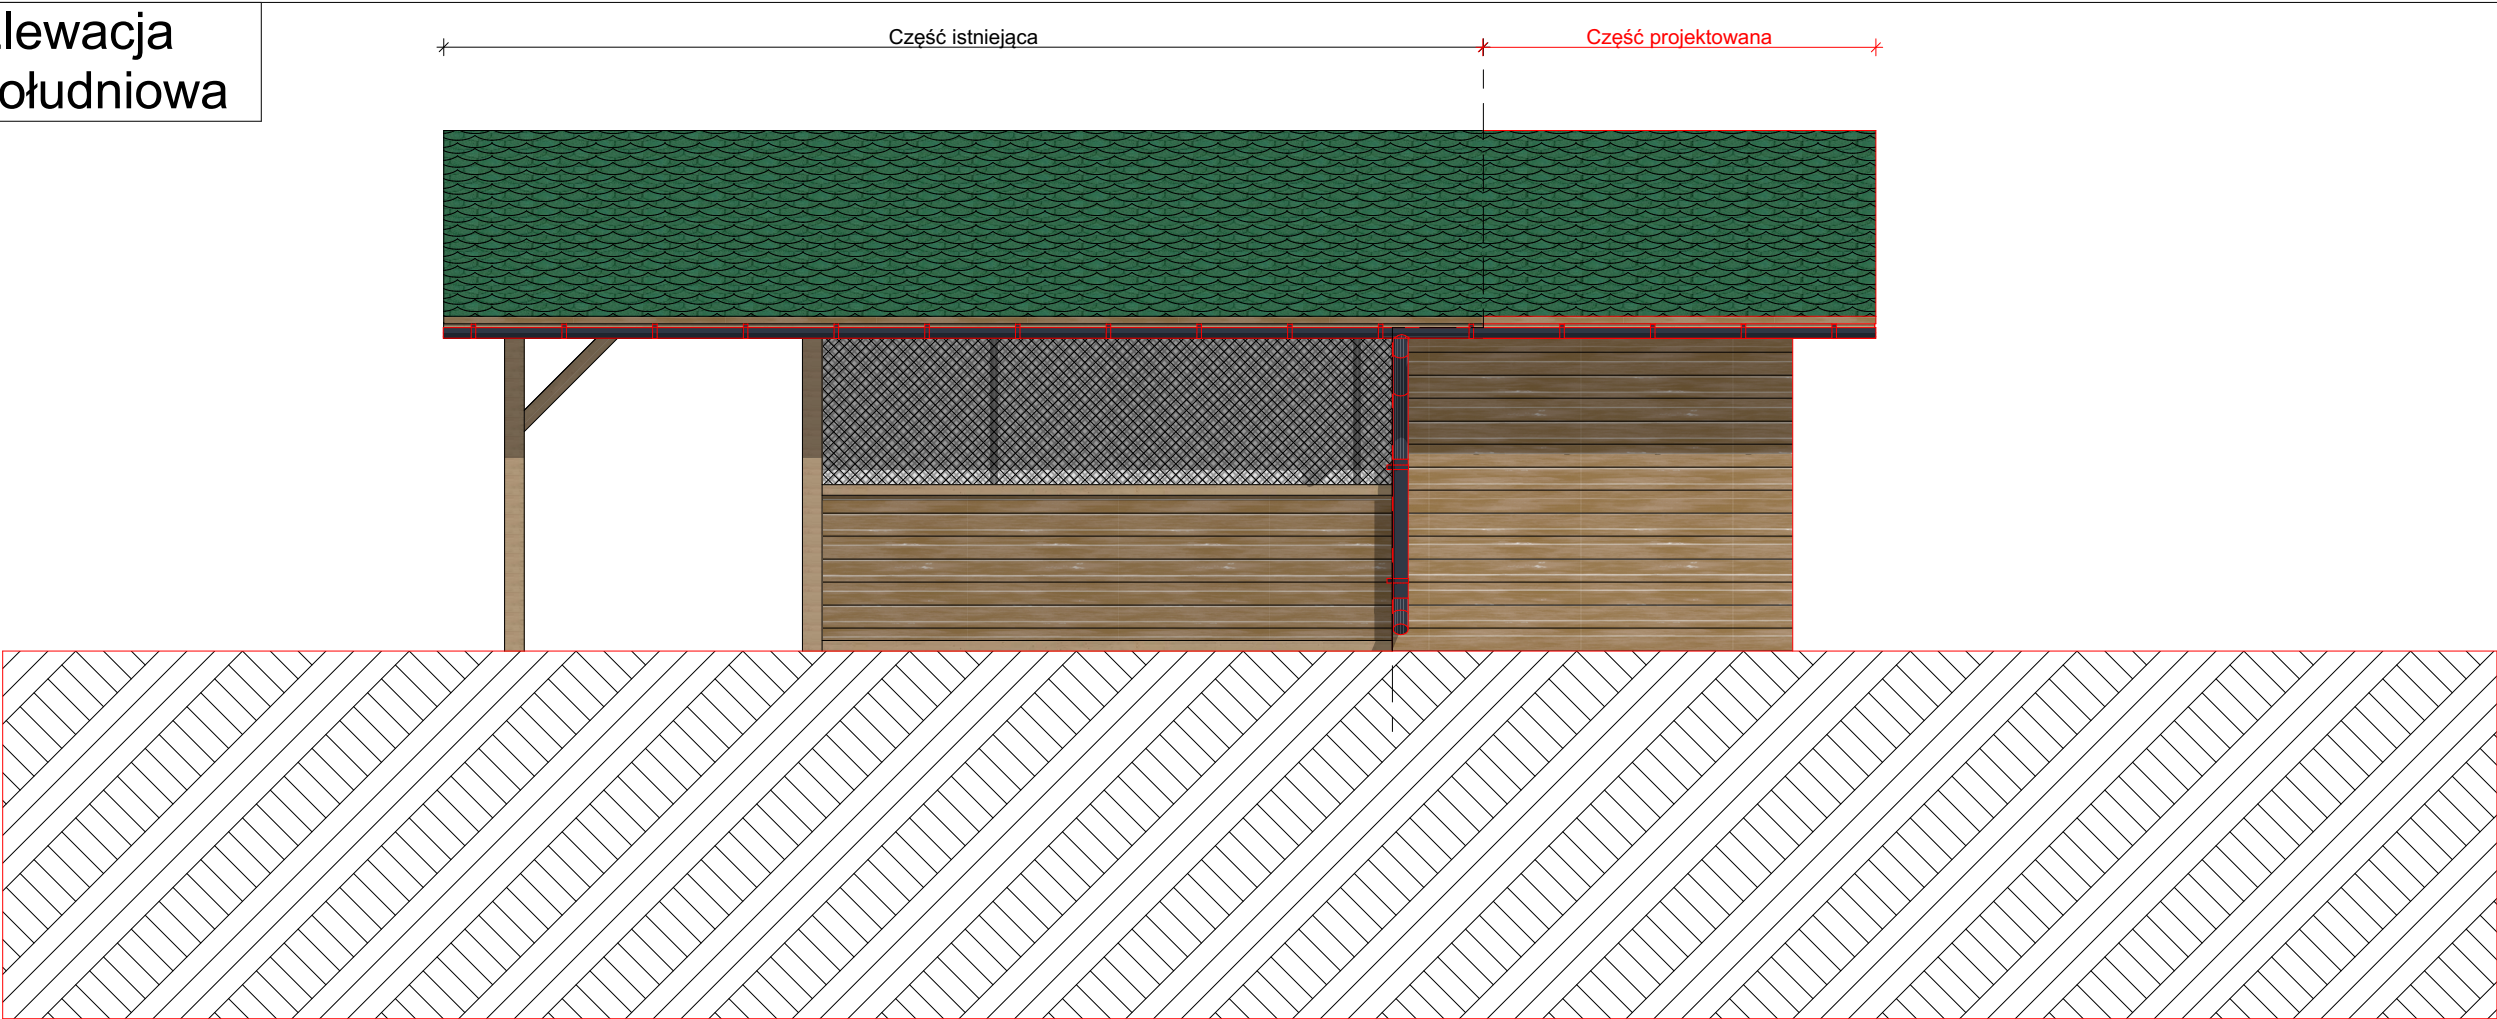 lewacja
ołudniowa
Część istniejąca
Część projektowana